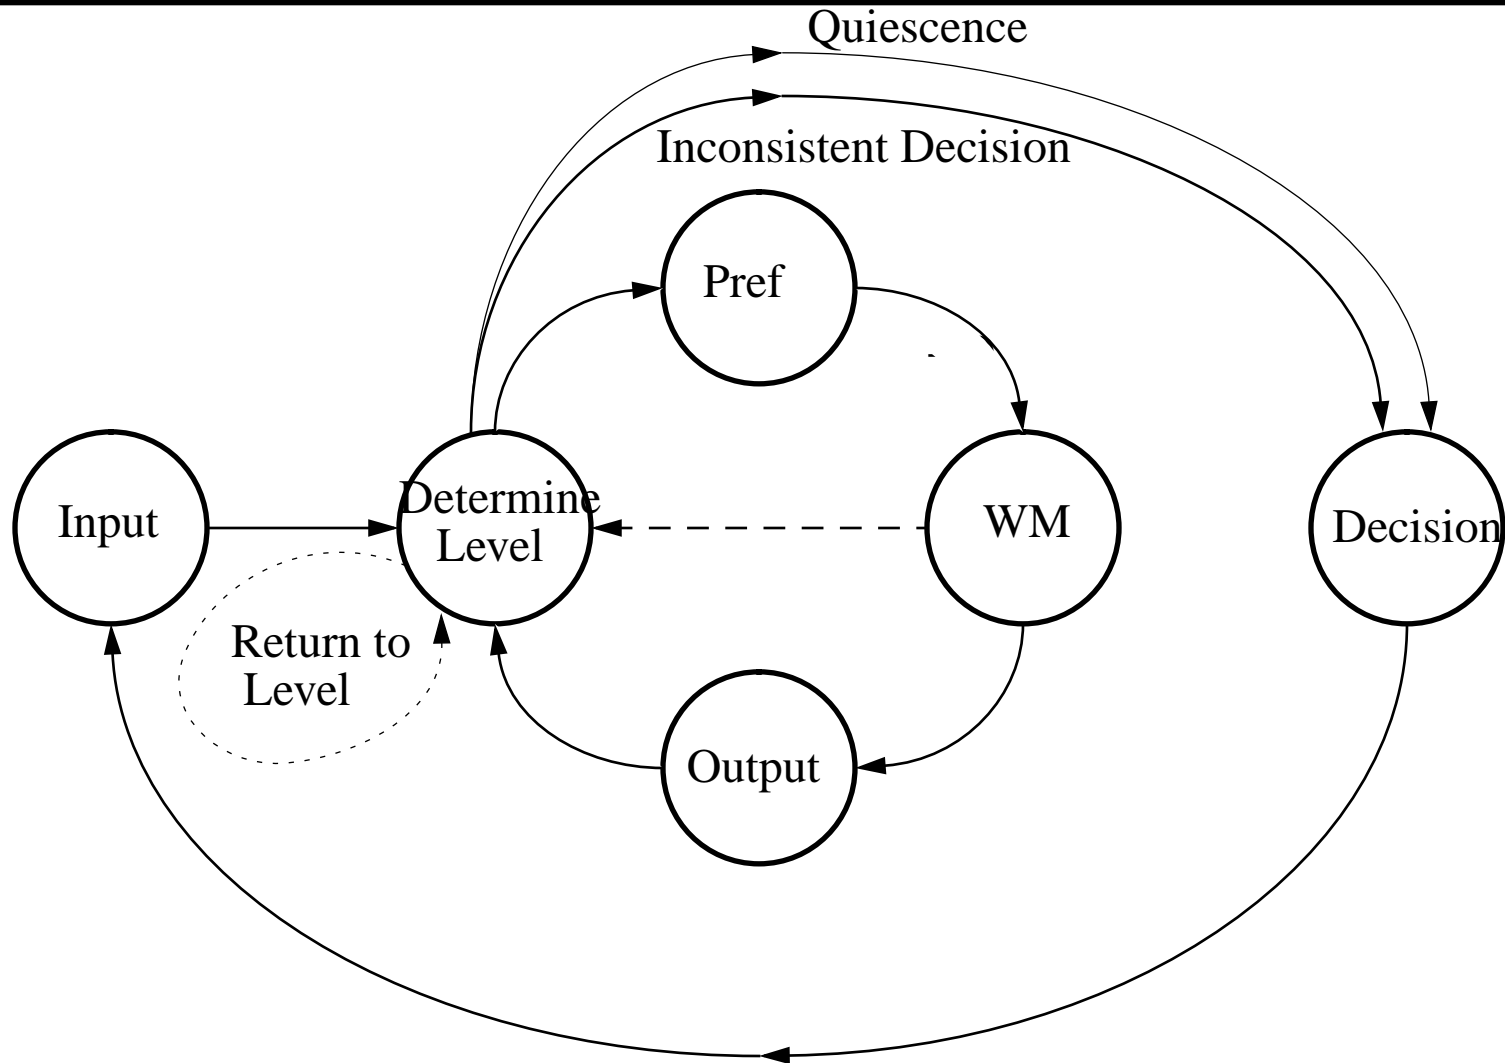 Quiescence
Inconsistent Decision
Pref
Input
Determine
Level
WM
Decision
Return to
Level
Output